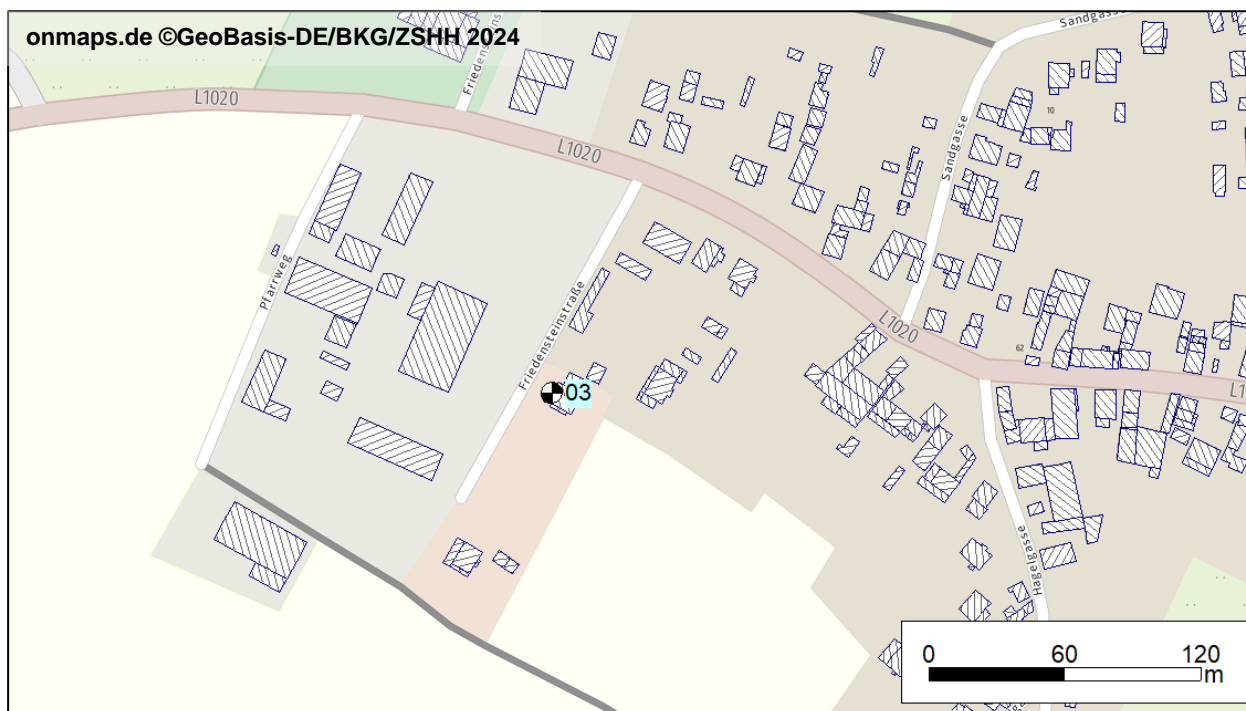 onmaps.de ©GeoBasis-DE/BKG/ZSHH 2024
Sandgasse
L1020
L1020
10
Sandgasse
Pfarrweg
Friedensteinstraße
L1020
62
03
Hagelgasse
0 60 120
m